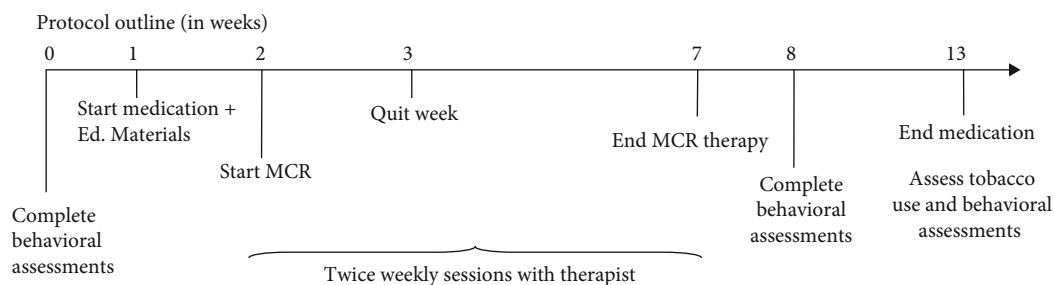 Protocol outline (in weeks)
0 1 2 3 7 8 13
Start medication +
Ed. Materials
Start MCR
Quit week
End MCR therapy
End medication
Complete
behavioral
assessments
Complete
behavioral
assessments
Assess tobacco
use and behavioral
assessments
Twice weekly sessions with therapist